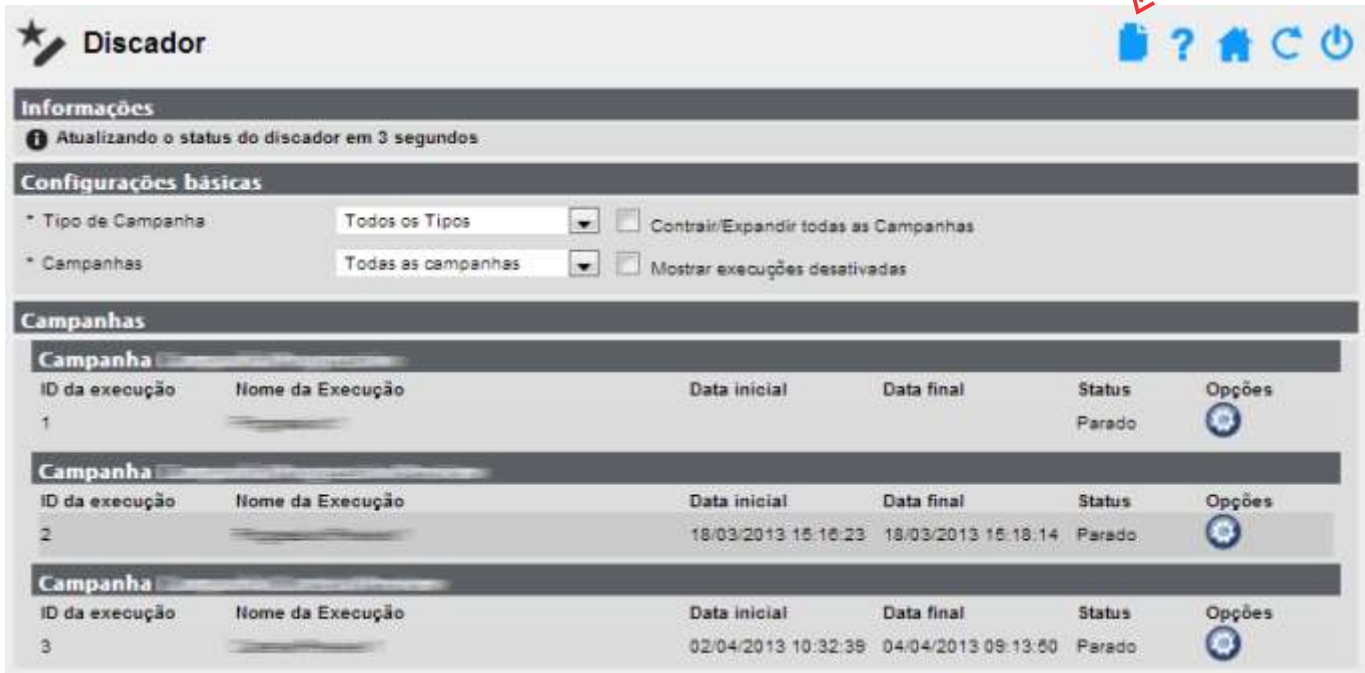 Discador
?
Informações
Atualizando o status do discador em 3 segundos
Configurações básicas
* Tipo de Campanha Todos os Tipos Contrair/Expandir todas as Campanhas
* Campanhas Todas as campanhas Mostrar execuções desativadas
Campanhas
Campanha
ID da execução Nome da Execução Data inicial Data final Status Opções
1 Parado
Campanha
ID da execução Nome da Execução Data inicial Data final Status Opções
2 18/03/2013 15:16:23 18/03/2013 15:18:14 Parado
Campanha
ID da execução Nome da Execução Data inicial Data final Status Opções
3 02/04/2013 10:32:39 04/04/2013 09:13:50 Parado